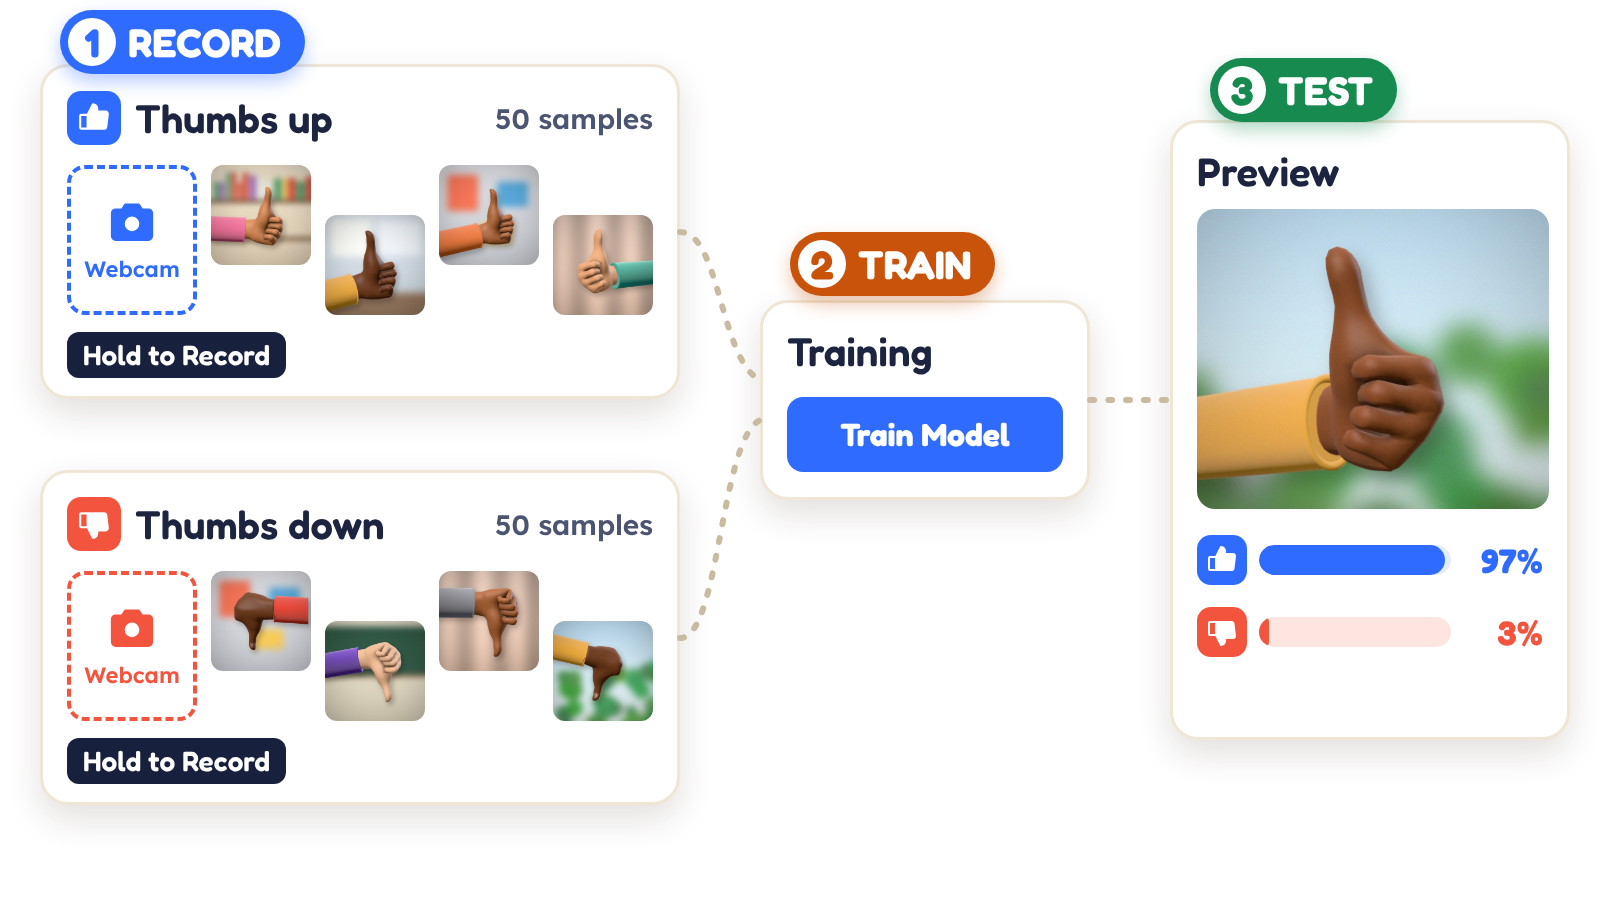 1 RECORD
Thumbs up
50 samples
Webcam
Hold to Record
Thumbs down
50 samples
Webcam
Hold to Record
2 TRAIN
Training
Train Model
3 TEST
Preview
97%
3%